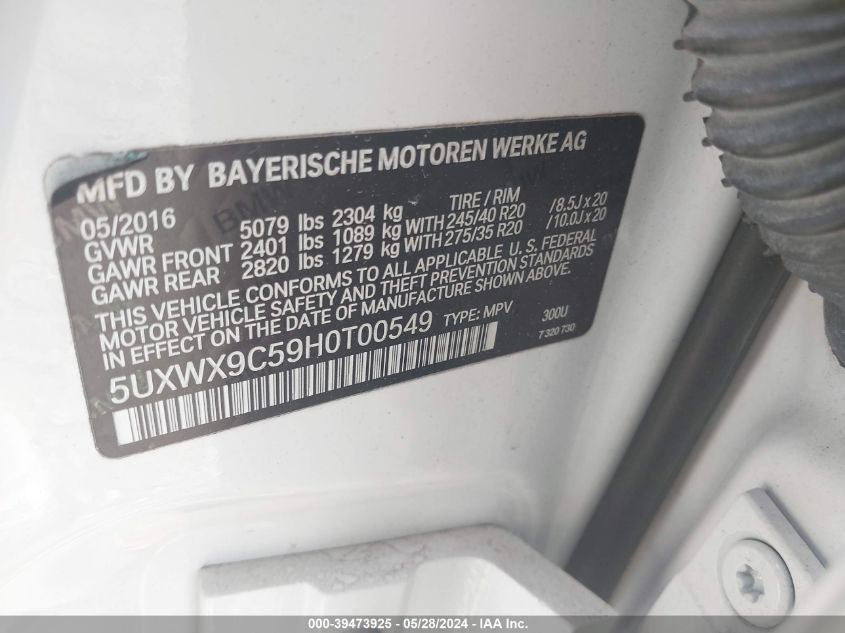 MFD BY BAYERISCHE MOTOREN WERKE AG
05/2016 TIRE / RIM
GVWR 5079 lbs 2304 kg
GAWR FRONT 2401 lbs 1089 kg WITH 245/40 R20 /8.5J x 20
GAWR REAR 2820 lbs 1279 kg WITH 275/35 R20 /10.0J x 20
THIS VEHICLE CONFORMS TO ALL APPLICABLE U. S. FEDERAL
MOTOR VEHICLE SAFETY AND THEFT PREVENTION STANDARDS
IN EFFECT ON THE DATE OF MANUFACTURE SHOWN ABOVE.
5UXWX9C59H0T00549 TYPE: MPV 300U
T 320 T30
000-39473925 - 05/28/2024 - IAA Inc.